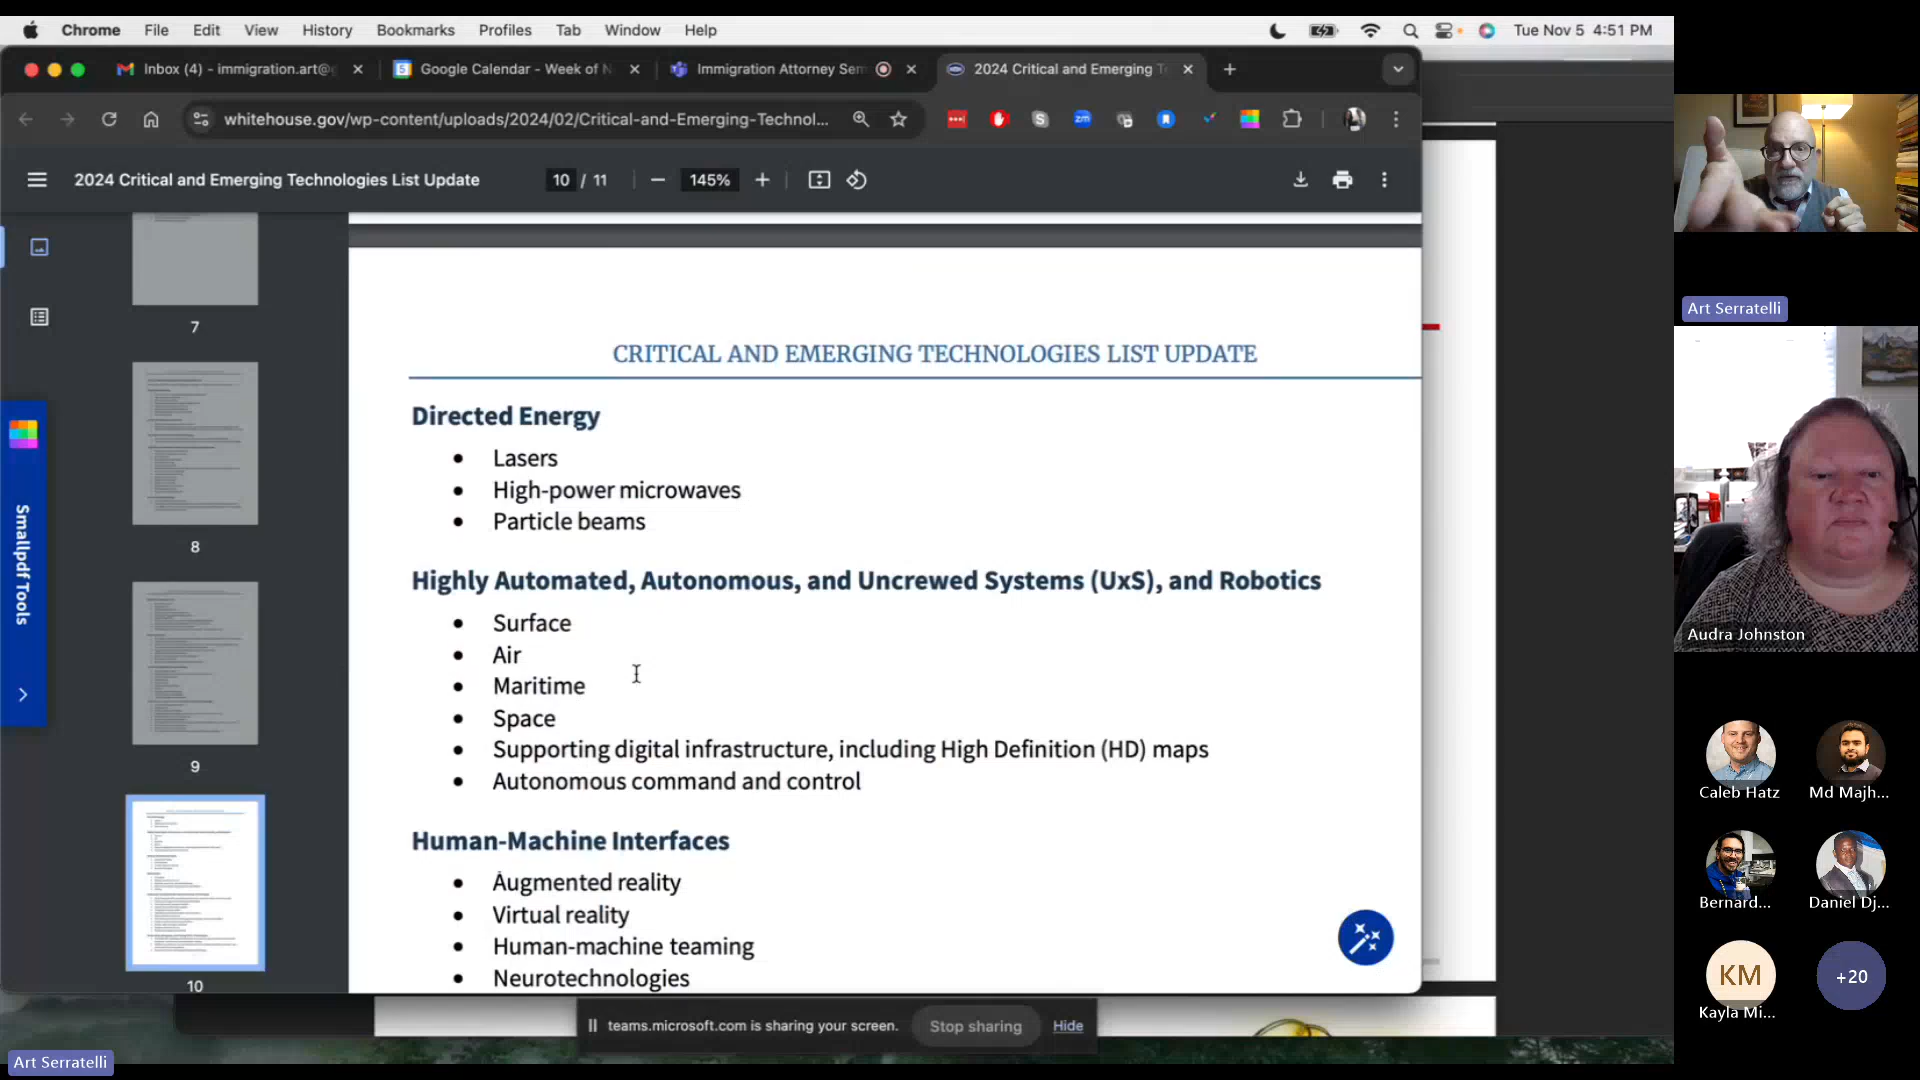 Chrome File Edit View History Bookmarks Profiles Tab Window Help
Tue Nov 5 4:51 PM
Inbox (4) - immigration.art@
Google Calendar - Week of N
Immigration Attorney Sem
2024 Critical and Emerging T
whitehouse.gov/wp-content/uploads/2024/02/Critical-and-Emerging-Technol...
2024 Critical and Emerging Technologies List Update
10 / 11
145%
7
8
9
10
Smallpdf Tools
CRITICAL AND EMERGING TECHNOLOGIES LIST UPDATE
Directed Energy
• Lasers
• High-power microwaves
• Particle beams
Highly Automated, Autonomous, and Uncrewed Systems (UxS), and Robotics
• Surface
• Air
• Maritime
• Space
• Supporting digital infrastructure, including High Definition (HD) maps
• Autonomous command and control
Human-Machine Interfaces
• Augmented reality
• Virtual reality
• Human-machine teaming
• Neurotechnologies
teams.microsoft.com is sharing your screen.
Stop sharing
Hide
Art Serratelli
Art Serratelli
Audra Johnston
Caleb Hatz
Md Majh...
Bernard...
Daniel Dj...
KM
+20
Kayla Mi...